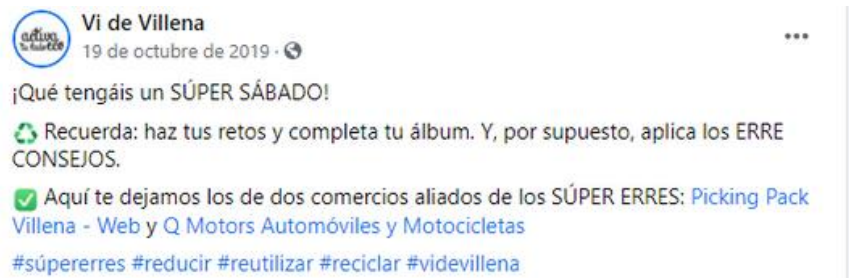 Vi de Villena
19 de octubre de 2019 ·
¡Qué tengáis un SÚPER SÁBADO!
Recuerda: haz tus retos y completa tu álbum. Y, por supuesto, aplica los ERRE
CONSEJOS.
Aquí te dejamos los de dos comercios aliados de los SÚPER ERRES: Picking Pack
Villena - Web y Q Motors Automóviles y Motocicletas
#súpererres #reducir #reutilizar #reciclar #videvillena